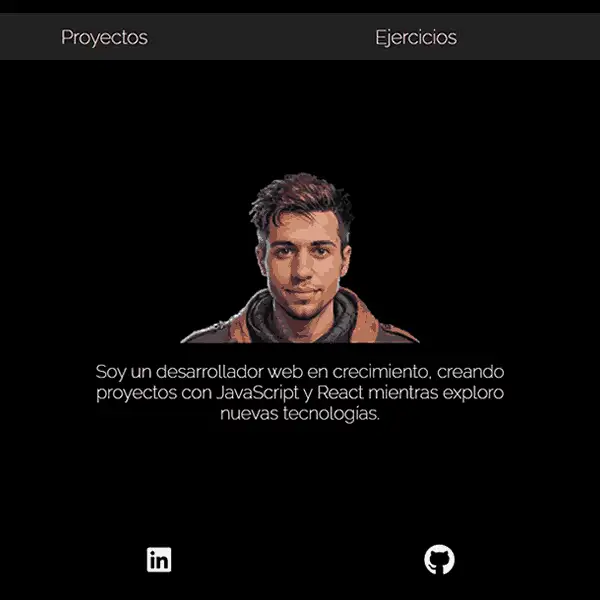 Proyectos
Ejercicios
Soy un desarrollador web en crecimiento, creando
proyectos con JavaScript y React mientras exploro
nuevas tecnologías.
in